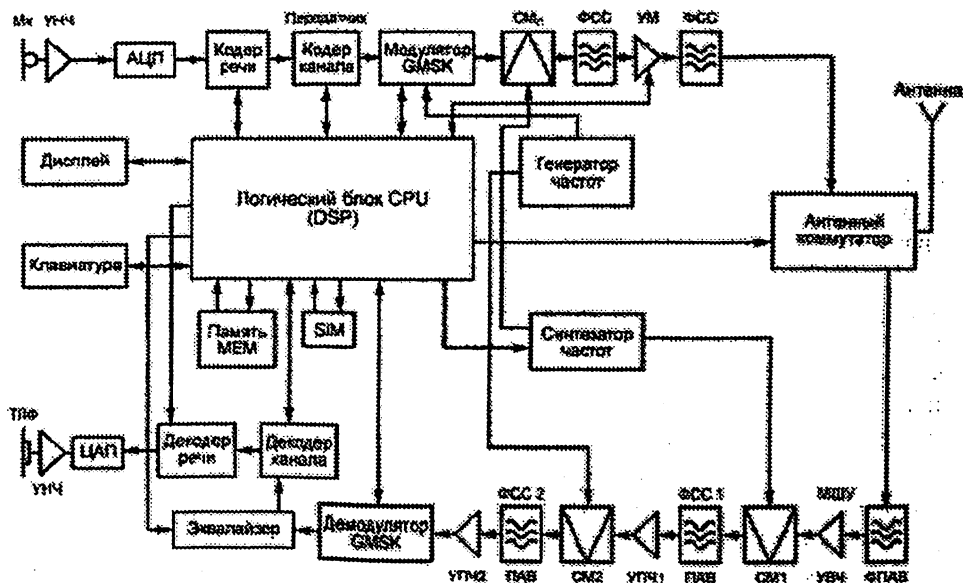 Мк УНЧ
Передатчик
СМп
ФСС
УМ
ФСС
АЦП
Кодер
речи
Кодер
канала
Модулятор
GMSK
Антенна
Дисплей
Логический блок CPU
(DSP)
Генератор
частот
Антенный
коммутатор
Клавиатура
Память
МЕМ
SIM
Синтезатор
частот
ТЛФ
УНЧ
ЦАП
Декодер
речи
Декодер
канала
ФСС 2
ФСС 1
МШУ
Эквалайзер
Демодулятор
GMSK
УПЧ2
ПАВ
СМ2
УПЧ1
ПАВ
СМ1
УВЧ
ФПАВ